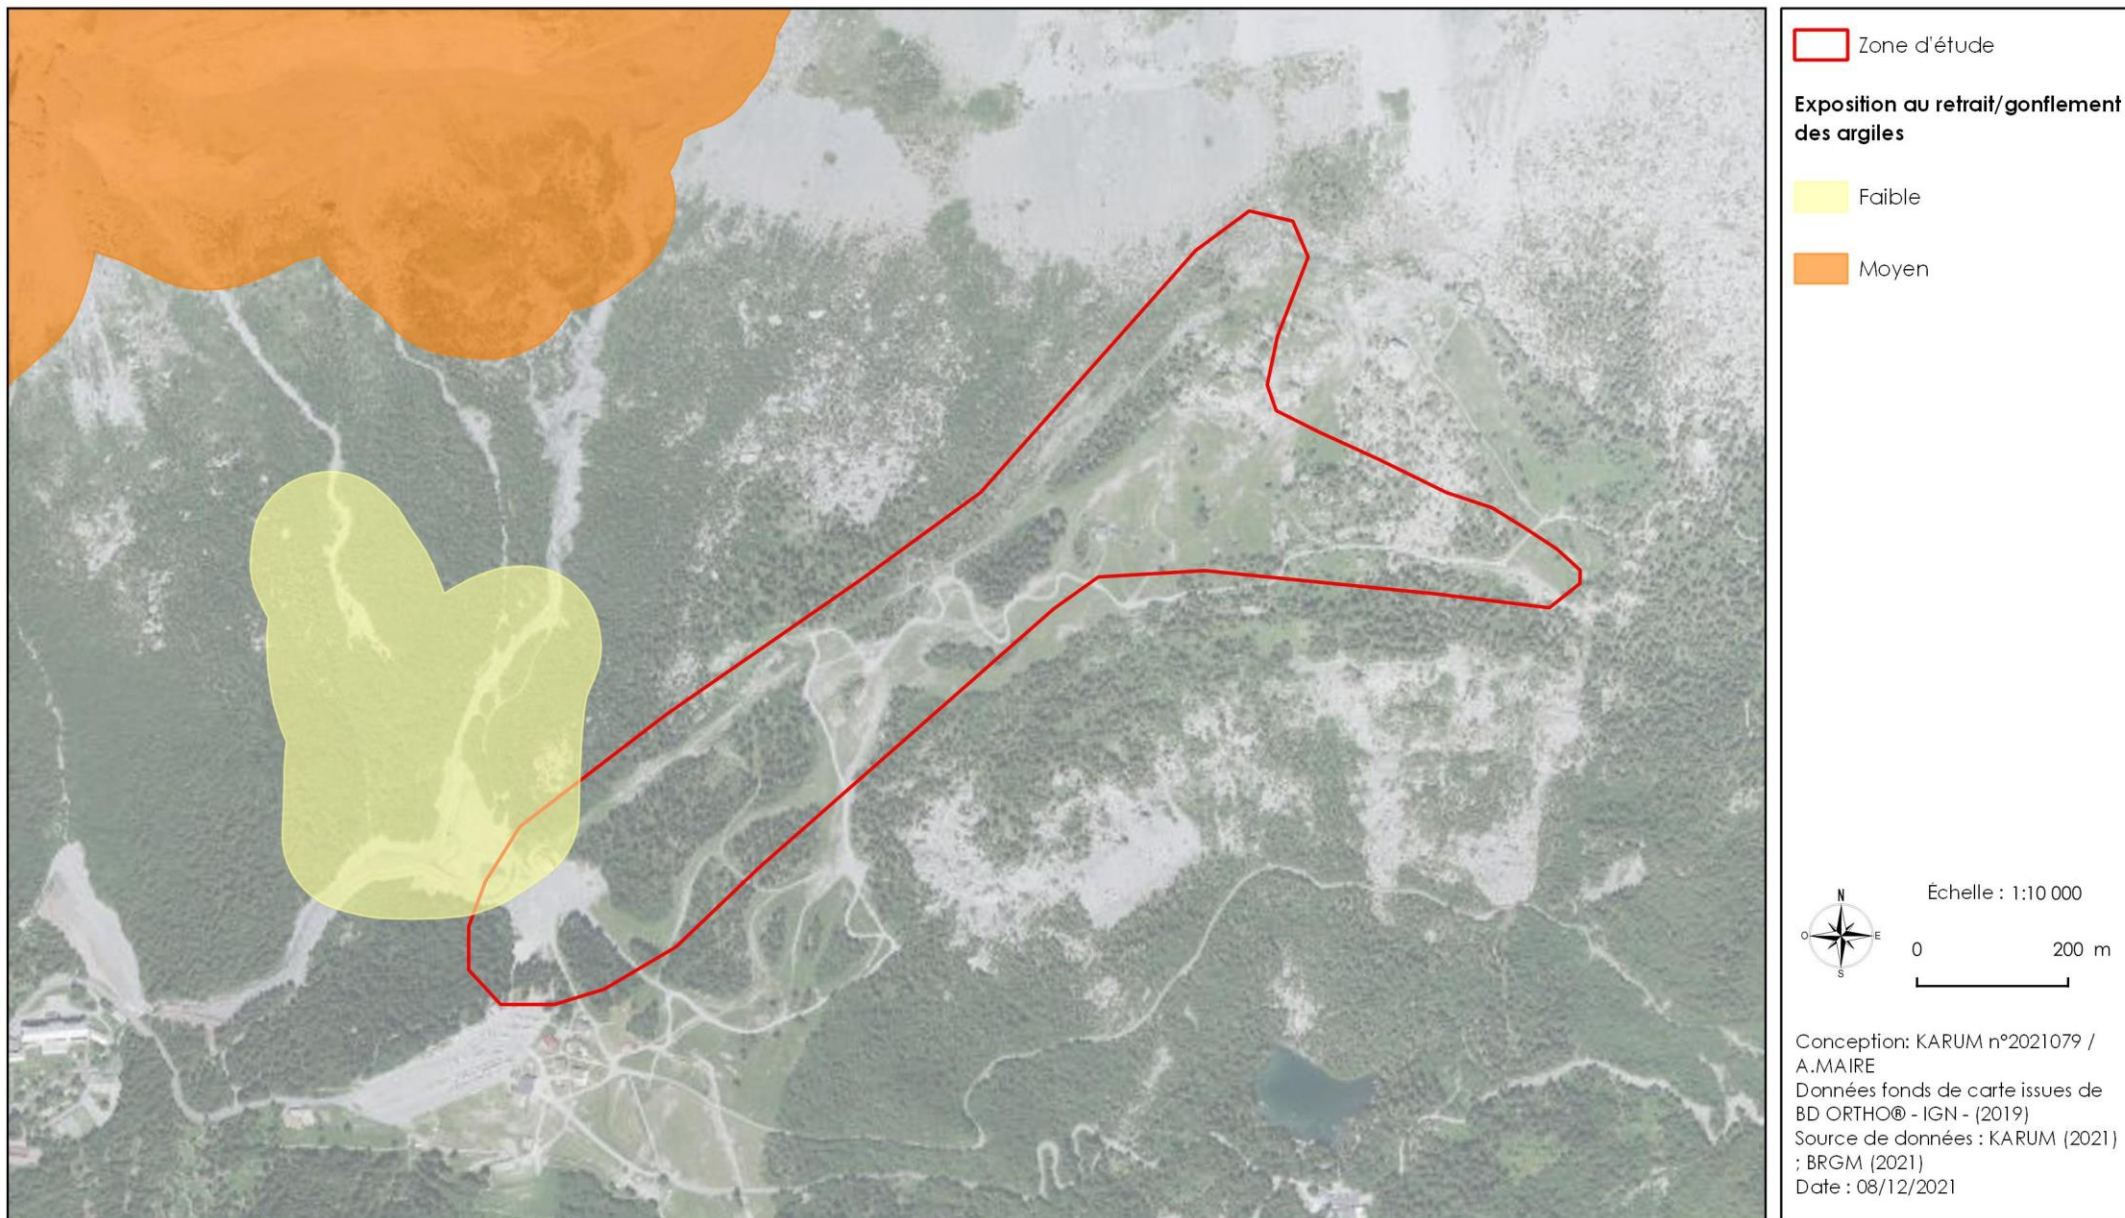 Zone d'étude
Exposition au retrait/gonflement
des argiles
Faible
Moyen
Échelle : 1:10 000
N
O E
S
0 200 m
Conception: KARUM n°2021079 /
A.MAIRE
Données fonds de carte issues de
BD ORTHO® - IGN - (2019)
Source de données : KARUM (2021)
; BRGM (2021)
Date : 08/12/2021